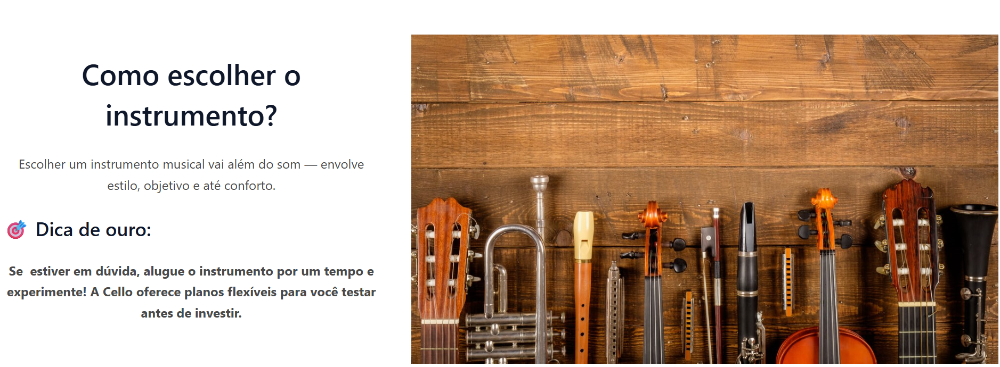 Como escolher o
instrumento?
Escolher um instrumento musical vai além do som — envolve
estilo, objetivo e até conforto.
🎯 Dica de ouro:
Se  estiver em dúvida, alugue o instrumento por um tempo e
experimente! A Cello oferece planos flexíveis para você testar
antes de investir.